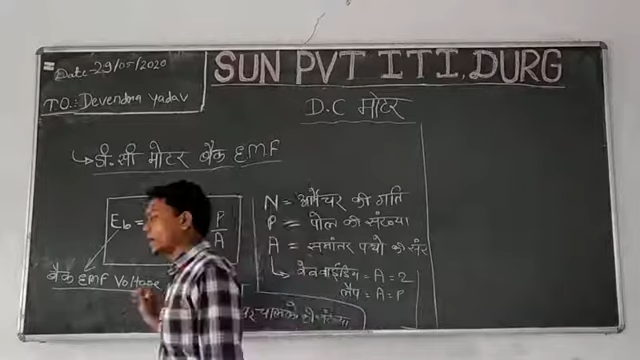 Date - 29/05/2020
SUN PVT ITI, DURG
T.O.: Devendra Yadav
D.C मोटर
डी. सी मोटर बैक EMF
Eb = P/A
N = आर्मेचर की गति
P = पोल की संख्या
A = समांतर पथो की
वेववाईंडिंग = A = 2
लैप = A = P
बैक EMF Voltage